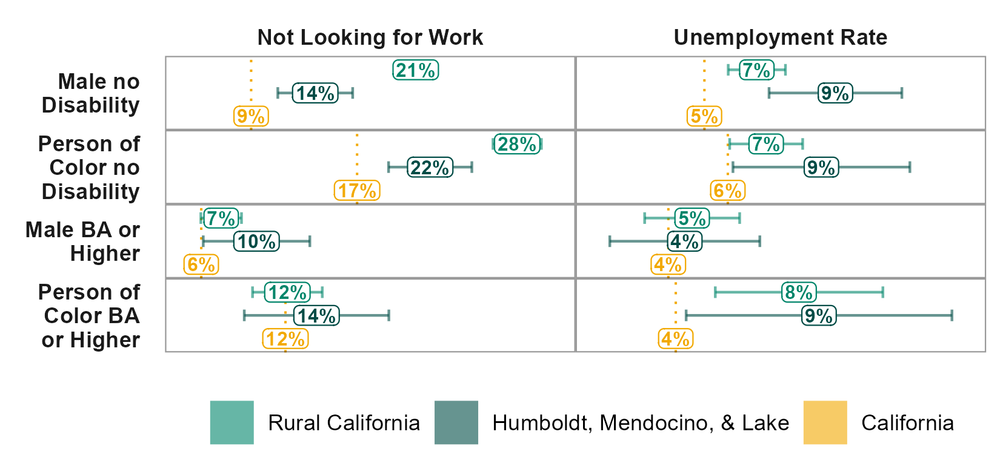 Not Looking for Work
Unemployment Rate
Male no
Disability
21%
14%
9%
7%
9%
5%
Person of
Color no
Disability
28%
22%
17%
7%
9%
6%
Male BA or
Higher
7%
10%
6%
5%
4%
4%
Person of
Color BA
or Higher
12%
14%
12%
8%
9%
4%
Rural California
Humboldt, Mendocino, & Lake
California